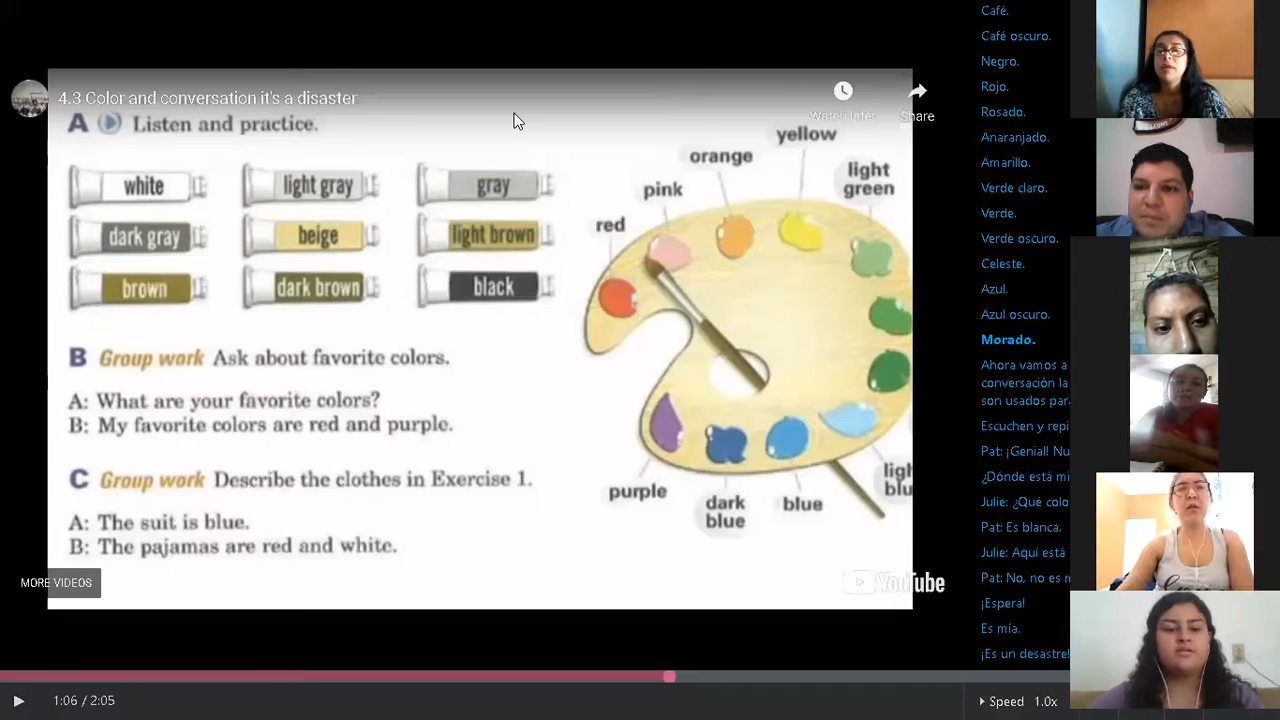 4.3 Color and conversation it's a disaster
Watch later
Share
A Listen and practice.
white
light gray
gray
dark gray
beige
light brown
brown
dark brown
black
red
pink
orange
yellow
light
green
purple
dark
blue
blue
B Group work Ask about favorite colors.
A: What are your favorite colors?
B: My favorite colors are red and purple.
C Group work Describe the clothes in Exercise 1.
A: The suit is blue.
B: The pajamas are red and white.
MORE VIDEOS
YouTube
1:06 / 2:05
Speed 1.0x
Café.
Café oscuro.
Negro.
Rojo.
Rosado.
Anaranjado.
Amarillo.
Verde claro.
Verde.
Verde oscuro.
Celeste.
Azul.
Azul oscuro.
Morado.
Ahora vamos a
conversación la
son usados
Escuchen y
Pat: ¡Genial!
¿Dónde está
Julie: ¿Qué
Pat: Es blanca.
Julie: Aquí está
Pat: No, no es
¡Espera!
Es mía.
¡Es un desastre!